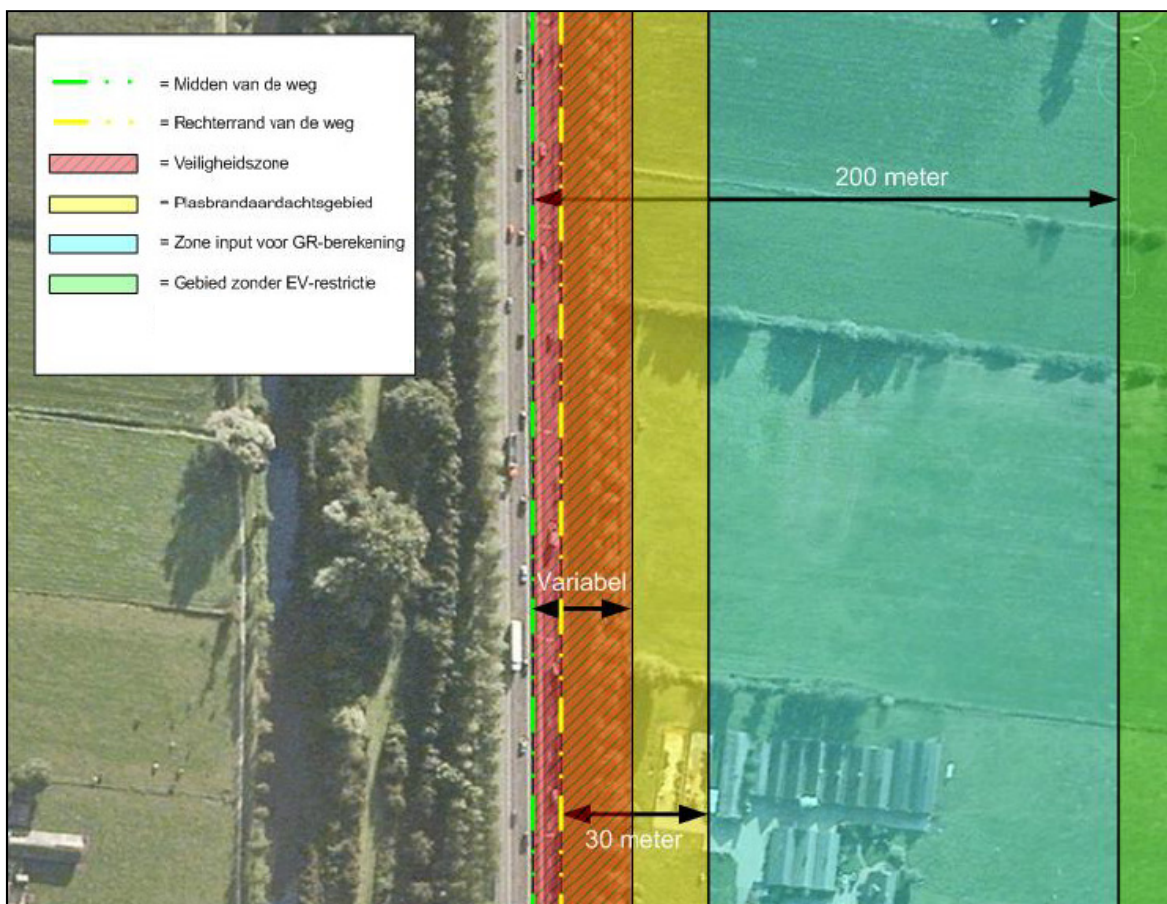 = Midden van de weg
= Rechterrand van de weg
= Veiligheidszone
= Plasbrandaandachtsgebied
= Zone input voor GR-berekening
= Gebied zonder EV-restrictie
200 meter
Variabel
30 meter